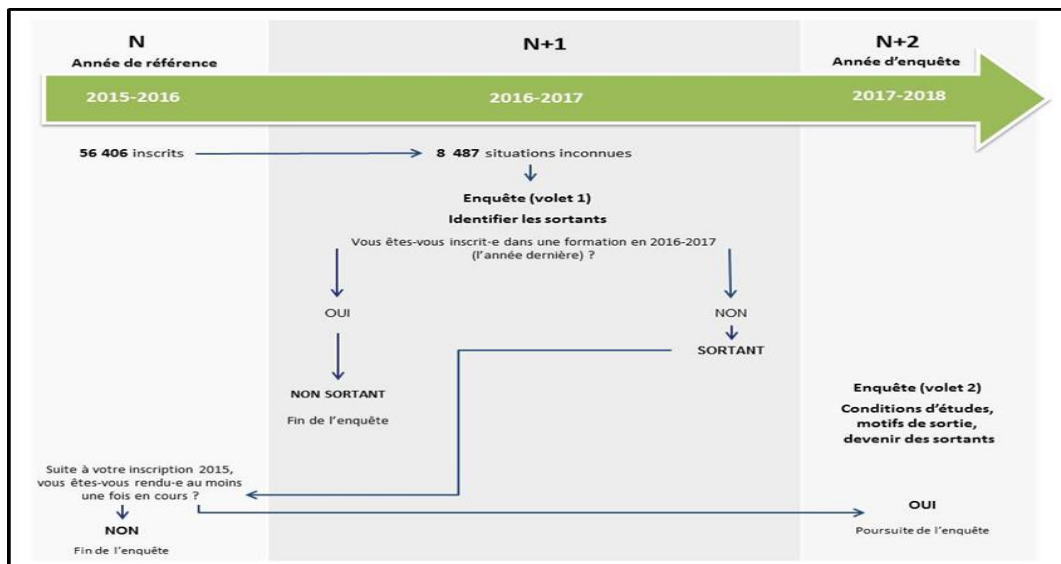 N
Année de référence
N+1
N+2
Année d'enquête
2015-2016
2016-2017
2017-2018
56 406 inscrits
8 487 situations inconnues
Enquête (volet 1)
Identifier les sortants
Vous êtes-vous inscrit-e dans une formation en 2016-2017
(l'année dernière) ?
OUI
NON
SORTANT
NON SORTANT
Fin de l'enquête
Enquête (volet 2)
Conditions d'études,
motifs de sortie,
devenir des sortants
Suite à votre inscription 2015,
vous êtes-vous rendu-e au moins
une fois en cours ?
NON
Fin de l'enquête
OUI
Poursuite de l'enquête